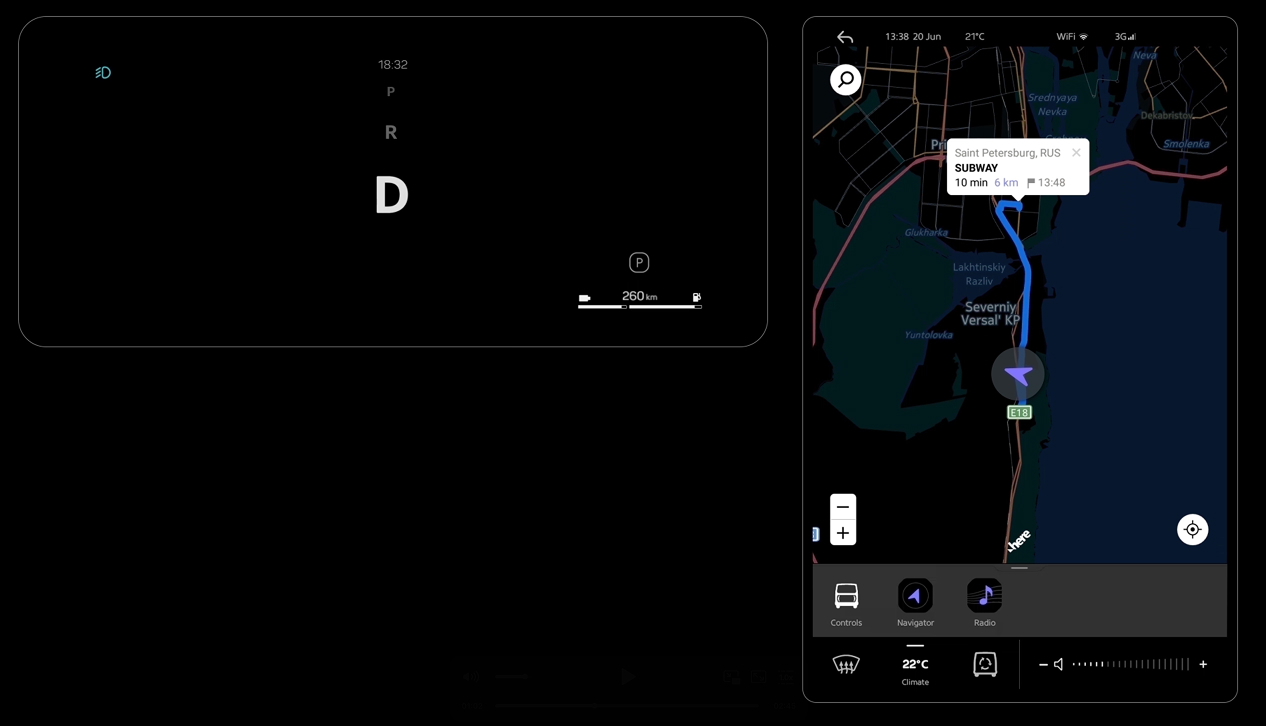 18:32
P
R
D
P
260 km
13:38 20 Jun 21°C WiFi 3G
Neva
Srednyaya
Nevka
Dekabristov
Smolenka
Saint Petersburg, RUS
SUBWAY
10 min 6 km 13:48
Glukharka
Lakhtinskiy
Razliv
Severniy
Versal' KP
Yuntolovka
E18
here
Controls Navigator Radio
22°C
Climate